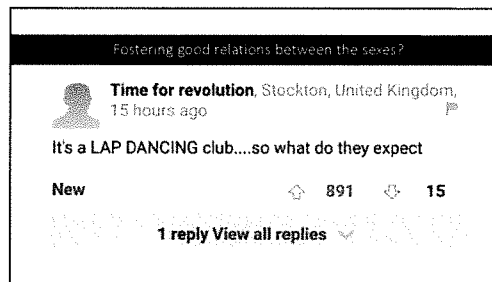 Fostering good relations between the sexes?
Time for revolution, Stockton, United Kingdom,
15 hours ago
It's a LAP DANCING club....so what do they expect
New 891 15
1 reply View all replies